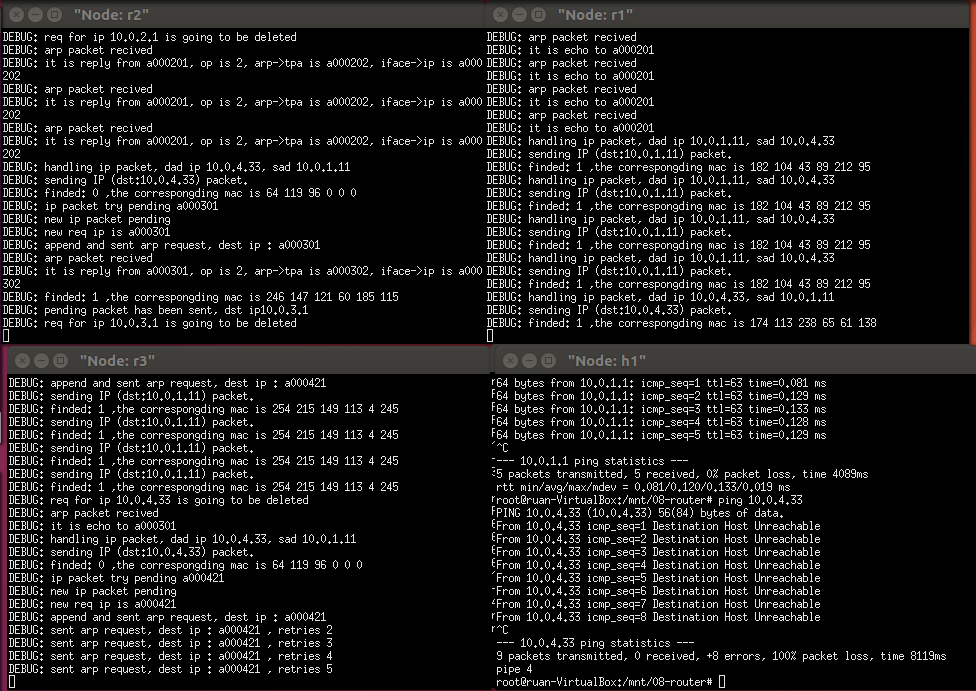 "Node: r2"
DEBUG: req for ip 10.0.2.1 is going to be deleted
DEBUG: arp packet recived
DEBUG: it is reply from a000201, op is 2, arp->tpa is a000202, iface->ip is a000
202
DEBUG: arp packet recived
DEBUG: it is reply from a000201, op is 2, arp->tpa is a000202, iface->ip is a000
202
DEBUG: arp packet recived
DEBUG: it is reply from a000201, op is 2, arp->tpa is a000202, iface->ip is a000
202
DEBUG: handling ip packet, dad ip 10.0.4.33, sad 10.0.1.11
DEBUG: sending IP (dst:10.0.4.33) packet.
DEBUG: finded: 0 ,the correspongding mac is 64 119 96 0 0 0
DEBUG: ip packet try pending a000301
DEBUG: new ip packet pending
DEBUG: new req ip is a000301
DEBUG: append and sent arp request, dest ip : a000301
DEBUG: arp packet recived
DEBUG: it is reply from a000301, op is 2, arp->tpa is a000302, iface->ip is a000
302
DEBUG: finded: 1 ,the correspongding mac is 246 147 121 60 185 115
DEBUG: pending packet has been sent, dst ip10.0.3.1
DEBUG: req for ip 10.0.3.1 is going to be deleted
"Node: r1"
DEBUG: arp packet recived
DEBUG: it is echo to a000201
DEBUG: arp packet recived
DEBUG: it is echo to a000201
DEBUG: arp packet recived
DEBUG: it is echo to a000201
DEBUG: arp packet recived
DEBUG: it is echo to a000201
DEBUG: handling ip packet, dad ip 10.0.1.11, sad 10.0.4.33
DEBUG: sending IP (dst:10.0.1.11) packet.
DEBUG: finded: 1 ,the correspongding mac is 182 104 43 89 212 95
DEBUG: handling ip packet, dad ip 10.0.1.11, sad 10.0.4.33
DEBUG: sending IP (dst:10.0.1.11) packet.
DEBUG: finded: 1 ,the correspongding mac is 182 104 43 89 212 95
DEBUG: handling ip packet, dad ip 10.0.1.11, sad 10.0.4.33
DEBUG: sending IP (dst:10.0.1.11) packet.
DEBUG: finded: 1 ,the correspongding mac is 182 104 43 89 212 95
DEBUG: handling ip packet, dad ip 10.0.1.11, sad 10.0.4.33
DEBUG: sending IP (dst:10.0.1.11) packet.
DEBUG: finded: 1 ,the correspongding mac is 182 104 43 89 212 95
DEBUG: handling ip packet, dad ip 10.0.4.33, sad 10.0.1.11
DEBUG: sending IP (dst:10.0.4.33) packet.
DEBUG: finded: 1 ,the correspongding mac is 174 113 238 65 61 138
"Node: r3"
DEBUG: append and sent arp request, dest ip : a000421
DEBUG: sending IP (dst:10.0.1.11) packet.
DEBUG: finded: 1 ,the correspongding mac is 254 215 149 113 4 245
DEBUG: sending IP (dst:10.0.1.11) packet.
DEBUG: finded: 1 ,the correspongding mac is 254 215 149 113 4 245
DEBUG: sending IP (dst:10.0.1.11) packet.
DEBUG: finded: 1 ,the correspongding mac is 254 215 149 113 4 245
DEBUG: sending IP (dst:10.0.1.11) packet.
DEBUG: finded: 1 ,the correspongding mac is 254 215 149 113 4 245
DEBUG: req for ip 10.0.4.33 is going to be deleted
DEBUG: arp packet recived
DEBUG: it is echo to a000301
DEBUG: handling ip packet, dad ip 10.0.4.33, sad 10.0.1.11
DEBUG: sending IP (dst:10.0.4.33) packet.
DEBUG: finded: 0 ,the correspongding mac is 64 119 96 0 0 0
DEBUG: ip packet try pending a000421
DEBUG: new ip packet pending
DEBUG: new req ip is a000421
DEBUG: append and sent arp request, dest ip : a000421
DEBUG: sent arp request, dest ip : a000421 , retries 2
DEBUG: sent arp request, dest ip : a000421 , retries 3
DEBUG: sent arp request, dest ip : a000421 , retries 4
DEBUG: sent arp request, dest ip : a000421 , retries 5
"Node: h1"
64 bytes from 10.0.1.1: icmp_seq=1 ttl=63 time=0.081 ms
64 bytes from 10.0.1.1: icmp_seq=2 ttl=63 time=0.129 ms
64 bytes from 10.0.1.1: icmp_seq=3 ttl=63 time=0.133 ms
64 bytes from 10.0.1.1: icmp_seq=4 ttl=63 time=0.128 ms
64 bytes from 10.0.1.1: icmp_seq=5 ttl=63 time=0.129 ms
^C
--- 10.0.1.1 ping statistics ---
5 packets transmitted, 5 received, 0% packet loss, time 4089ms
rtt min/avg/max/mdev = 0.081/0.120/0.133/0.019 ms
root@ruan-VirtualBox:/mnt/08-router# ping 10.0.4.33
PING 10.0.4.33 (10.0.4.33) 56(84) bytes of data.
From 10.0.4.33 icmp_seq=1 Destination Host Unreachable
From 10.0.4.33 icmp_seq=2 Destination Host Unreachable
From 10.0.4.33 icmp_seq=3 Destination Host Unreachable
From 10.0.4.33 icmp_seq=4 Destination Host Unreachable
From 10.0.4.33 icmp_seq=5 Destination Host Unreachable
From 10.0.4.33 icmp_seq=6 Destination Host Unreachable
From 10.0.4.33 icmp_seq=7 Destination Host Unreachable
From 10.0.4.33 icmp_seq=8 Destination Host Unreachable
^C
--- 10.0.4.33 ping statistics ---
9 packets transmitted, 0 received, +8 errors, 100% packet loss, time 8119ms
pipe 4
root@ruan-VirtualBox:/mnt/08-router#